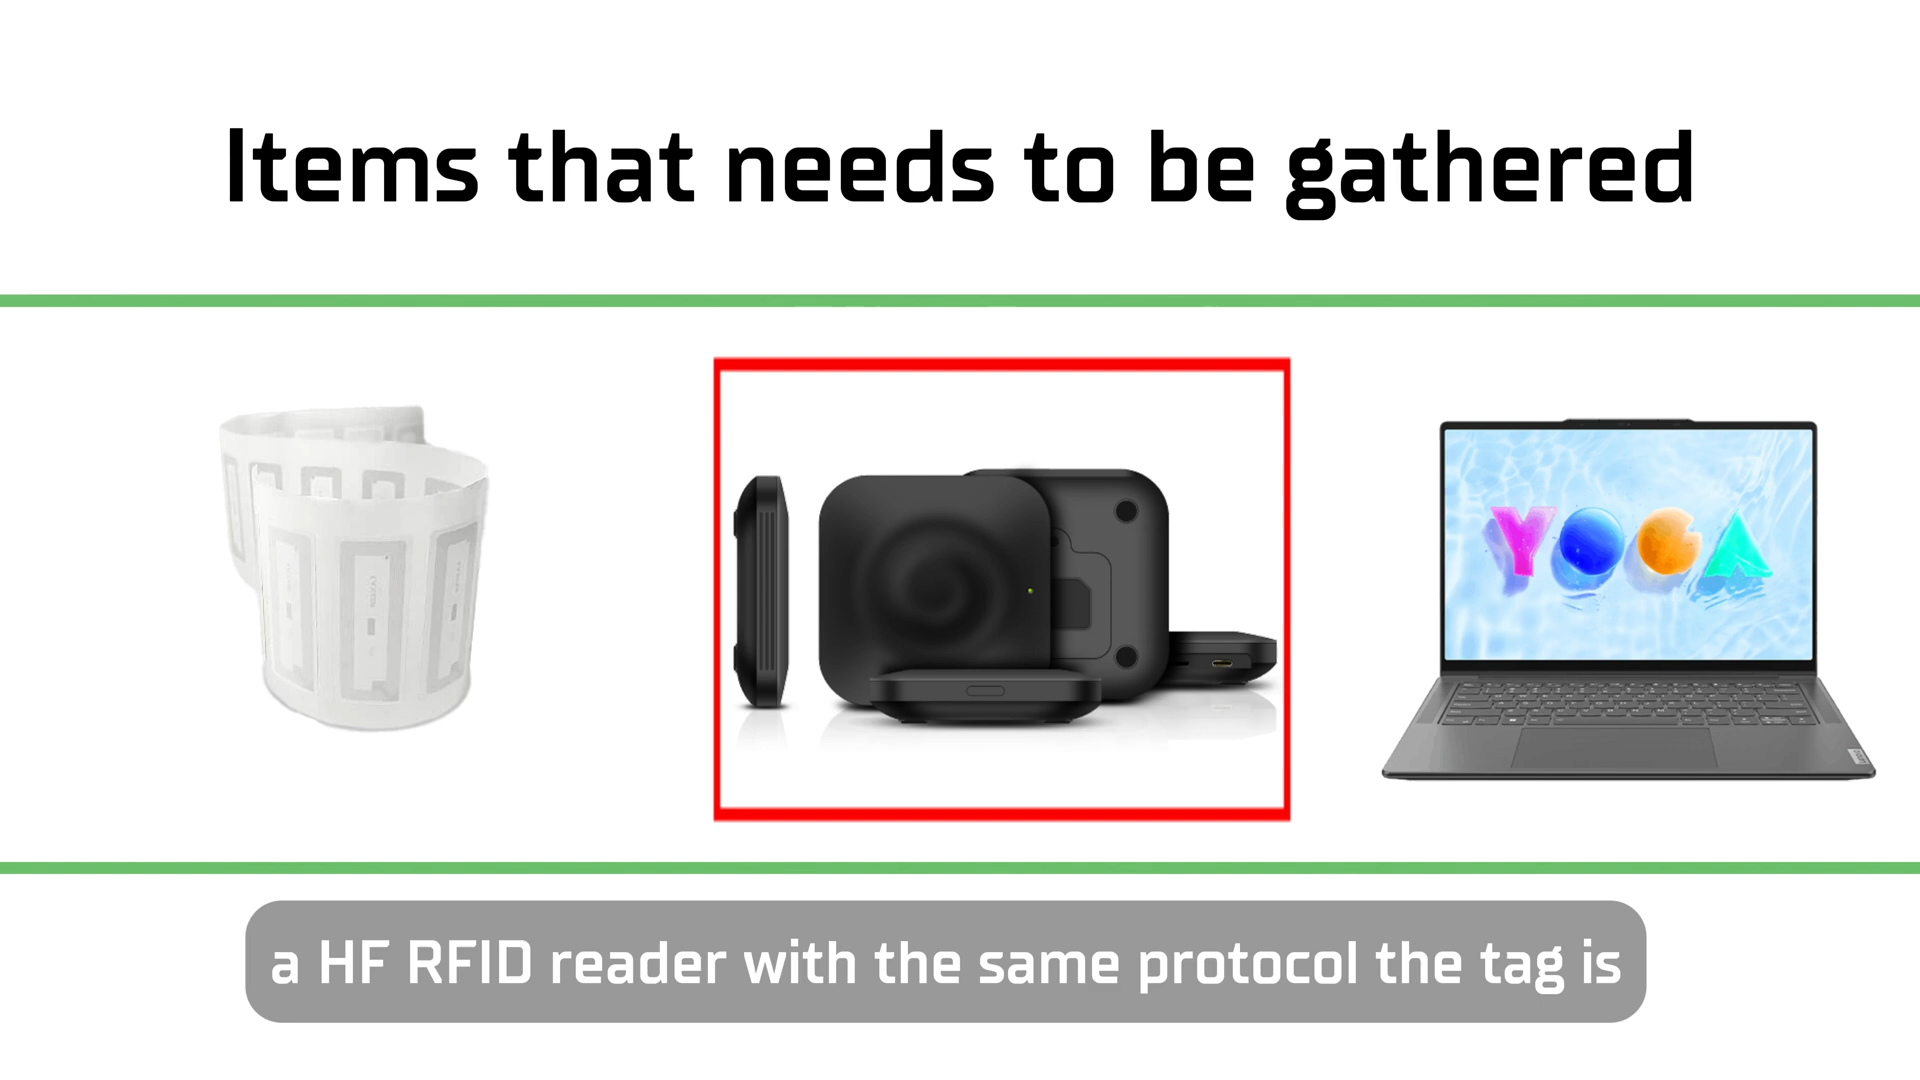 Items that needs to be gathered
YOGA
a HF RFID reader with the same protocol the tag is